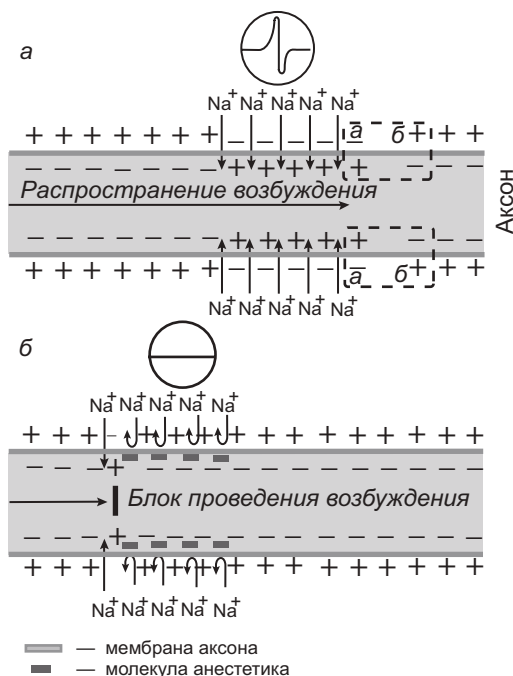 а
Na+ Na+ Na+ Na+ Na+
+ + + + + + + – – – – – + +
а б
– – – – – – – + + + + + – –
Распространение возбуждения
Аксон
– – – – – – – + + + + + – –
+ + + + + + + – – – – – + +
а б
Na+ Na+ Na+ Na+ Na+
б
Na+ Na+ Na+ Na+ Na+
Блок проведения возбуждения
Na+ Na+ Na+ Na+ Na+
— мембрана аксона
— молекула анестетика